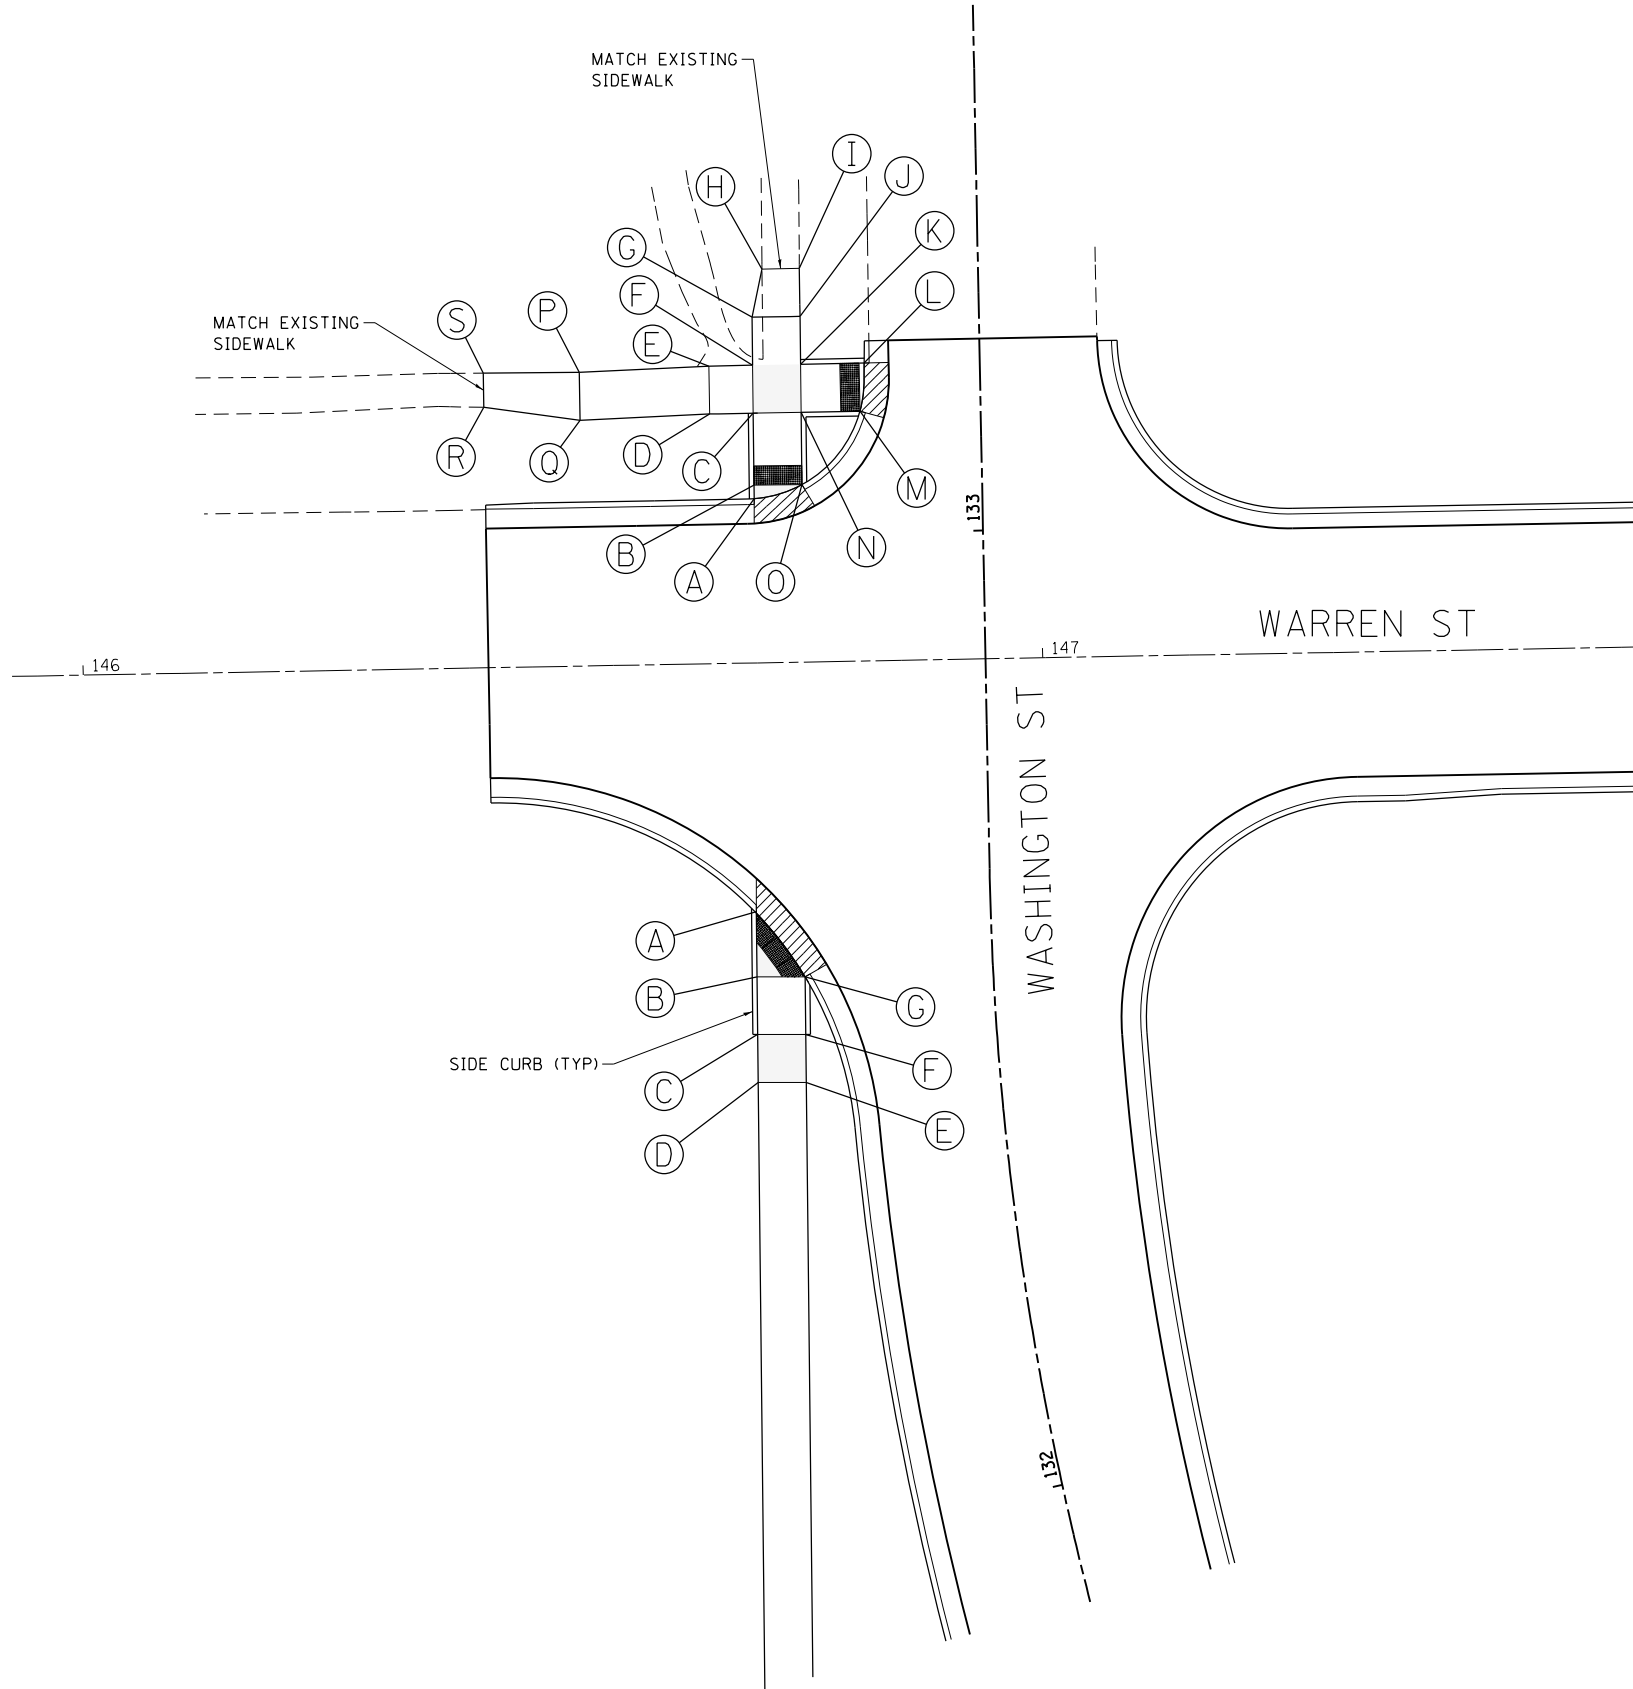 MATCH EXISTING
SIDEWALK
I
J
H
K
G
F
L
S
P
MATCH EXISTING
SIDEWALK
E
R
Q
D
C
M
133
B
A
O
N
WARREN ST
146
147
WASHINGTON ST
A
B
G
SIDE CURB (TYP)
F
C
E
D
132